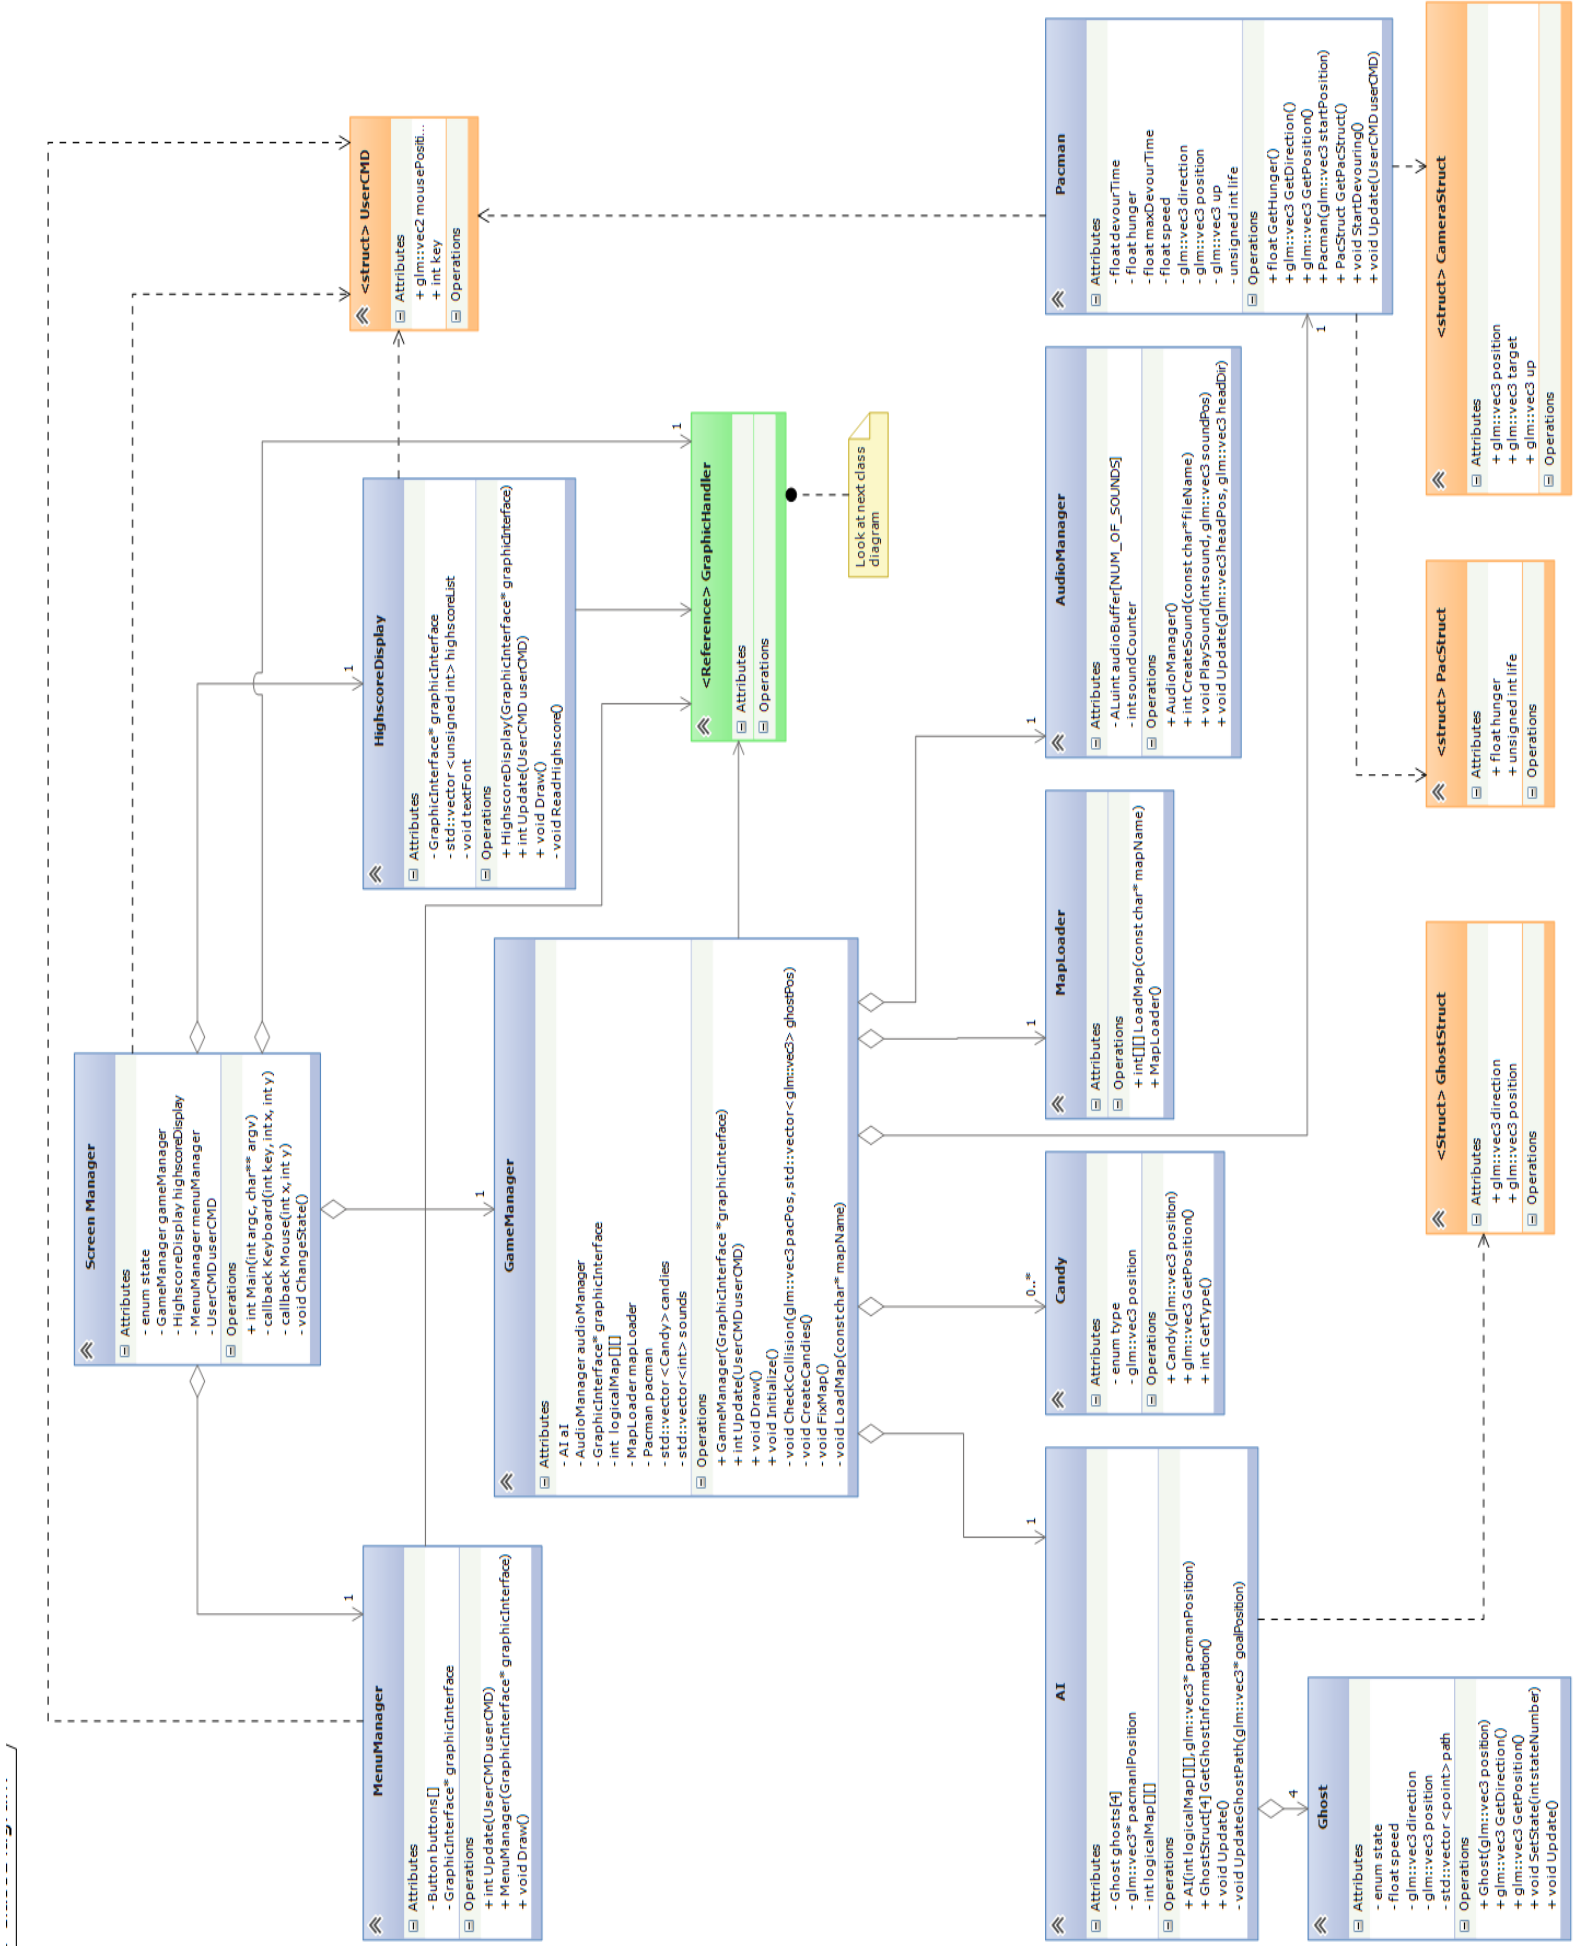 Screen Manager
Attributes
- enum state
- GameManager gameManager
- HighscoreDisplay highscoreDisplay
- MenuManager menuManager
- UserCMD userCMD
Operations
+ int Main(int argc, char** argv)
- callback Keyboard(int key, int x, int y)
- callback Mouse(int x, int y)
- void ChangeState()
1
1
1
1
MenuManager
Attributes
- Button buttons[]
- GraphicInterface* graphicInterface
Operations
+ int Update(UserCMD userCMD)
+ MenuManager(GraphicInterface* graphicInterface)
+ void Draw()
HighscoreDisplay
Attributes
- GraphicInterface* graphicInterface
- std::vector <unsigned int> highscoreList
- void textFont
Operations
+ HighscoreDisplay(GraphicInterface* graphicInterface)
+ int Update(UserCMD userCMD)
+ void Draw()
- void ReadHighscore()
<struct> UserCMD
Attributes
+ glm::vec2 mousePositi...
+ int key
Operations
GameManager
Attributes
- AI aI
- AudioManager audioManager
- GraphicInterface* graphicInterface
- int logicalMap[][]
- MapLoader mapLoader
- Pacman pacman
- std::vector <Candy> candies
- std::vector<int> sounds
Operations
+ GameManager(GraphicInterface *graphicInterface)
+ int Update(UserCMD userCMD)
+ void Draw()
+ void Initialize()
- void CheckCollision(glm::vec3 pacPos, std::vector<glm::vec3> ghostPos)
- void CreateCandies()
- void FixMap()
- void LoadMap(const char* mapName)
<Reference> GraphicHandler
Attributes
Operations
Look at next class
diagram
1
0..*
1
1
1
AI
Attributes
- Ghost ghosts[4]
- glm::vec3* pacmanPosition
- int logicalMap[][]
Operations
+ AI(int logicalMap[][], glm::vec3* pacmanPosition)
+ GhostStruct[4] GetGhostInformation()
+ void Update()
- void UpdateGhostPath(glm::vec3* goalPosition)
Candy
Attributes
- enum type
- glm::vec3 position
Operations
+ Candy(glm::vec3 position)
+ glm::vec3 GetPosition()
+ int GetType()
MapLoader
Attributes
Operations
+ int[][] LoadMap(const char* mapName)
+ MapLoader()
AudioManager
Attributes
- ALuint audioBuffer[NUM_OF_SOUNDS]
- int soundCounter
Operations
+ AudioManager()
+ int CreateSound(const char* fileName)
+ void PlaySound(int sound, glm::vec3 soundPos)
+ void Update(glm::vec3 headPos, glm::vec3 headDir)
Pacman
Attributes
- float devourTime
- float hunger
- float maxDevourTime
- float speed
- glm::vec3 direction
- glm::vec3 position
- glm::vec3 up
- unsigned int life
Operations
+ float GetHunger()
+ glm::vec3 GetDirection()
+ glm::vec3 GetPosition()
+ Pacman(glm::vec3 startPosition)
+ PacStruct GetPacStruct()
+ void StartDevouring()
+ void Update(UserCMD userCMD)
4
Ghost
Attributes
- enum state
- float speed
- glm::vec3 direction
- glm::vec3 position
- std::vector <point> path
Operations
+ Ghost(glm::vec3 position)
+ glm::vec3 GetDirection()
+ glm::vec3 GetPosition()
+ void SetState(int stateNumber)
+ void Update()
<Struct> GhostStruct
Attributes
+ glm::vec3 direction
+ glm::vec3 position
Operations
<struct> PacStruct
Attributes
+ float hunger
+ unsigned int life
Operations
<struct> CameraStruct
Attributes
+ glm::vec3 position
+ glm::vec3 target
+ glm::vec3 up
Operations